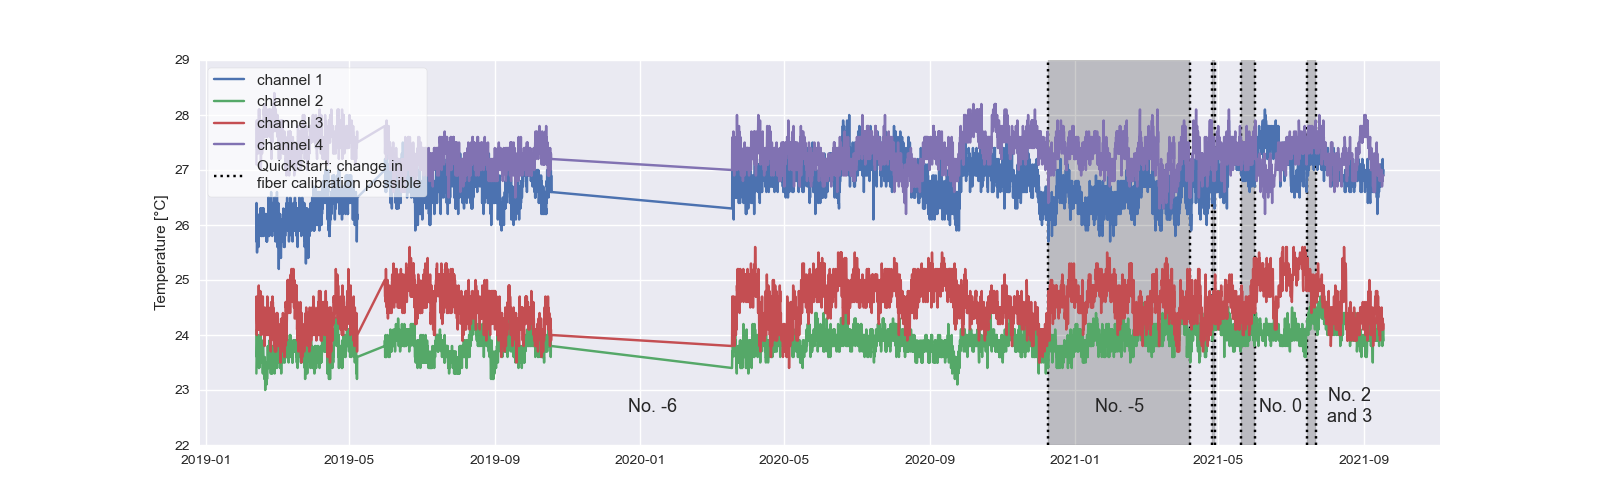 29
28
27
26
25
24
23
22
Temperature [°C]
channel 1
channel 2
channel 3
channel 4
QuickStart; change in
fiber calibration possible
No. -6
No. -5
No. 0
No. 2
and 3
2019-01
2019-05
2019-09
2020-01
2020-05
2020-09
2021-01
2021-05
2021-09